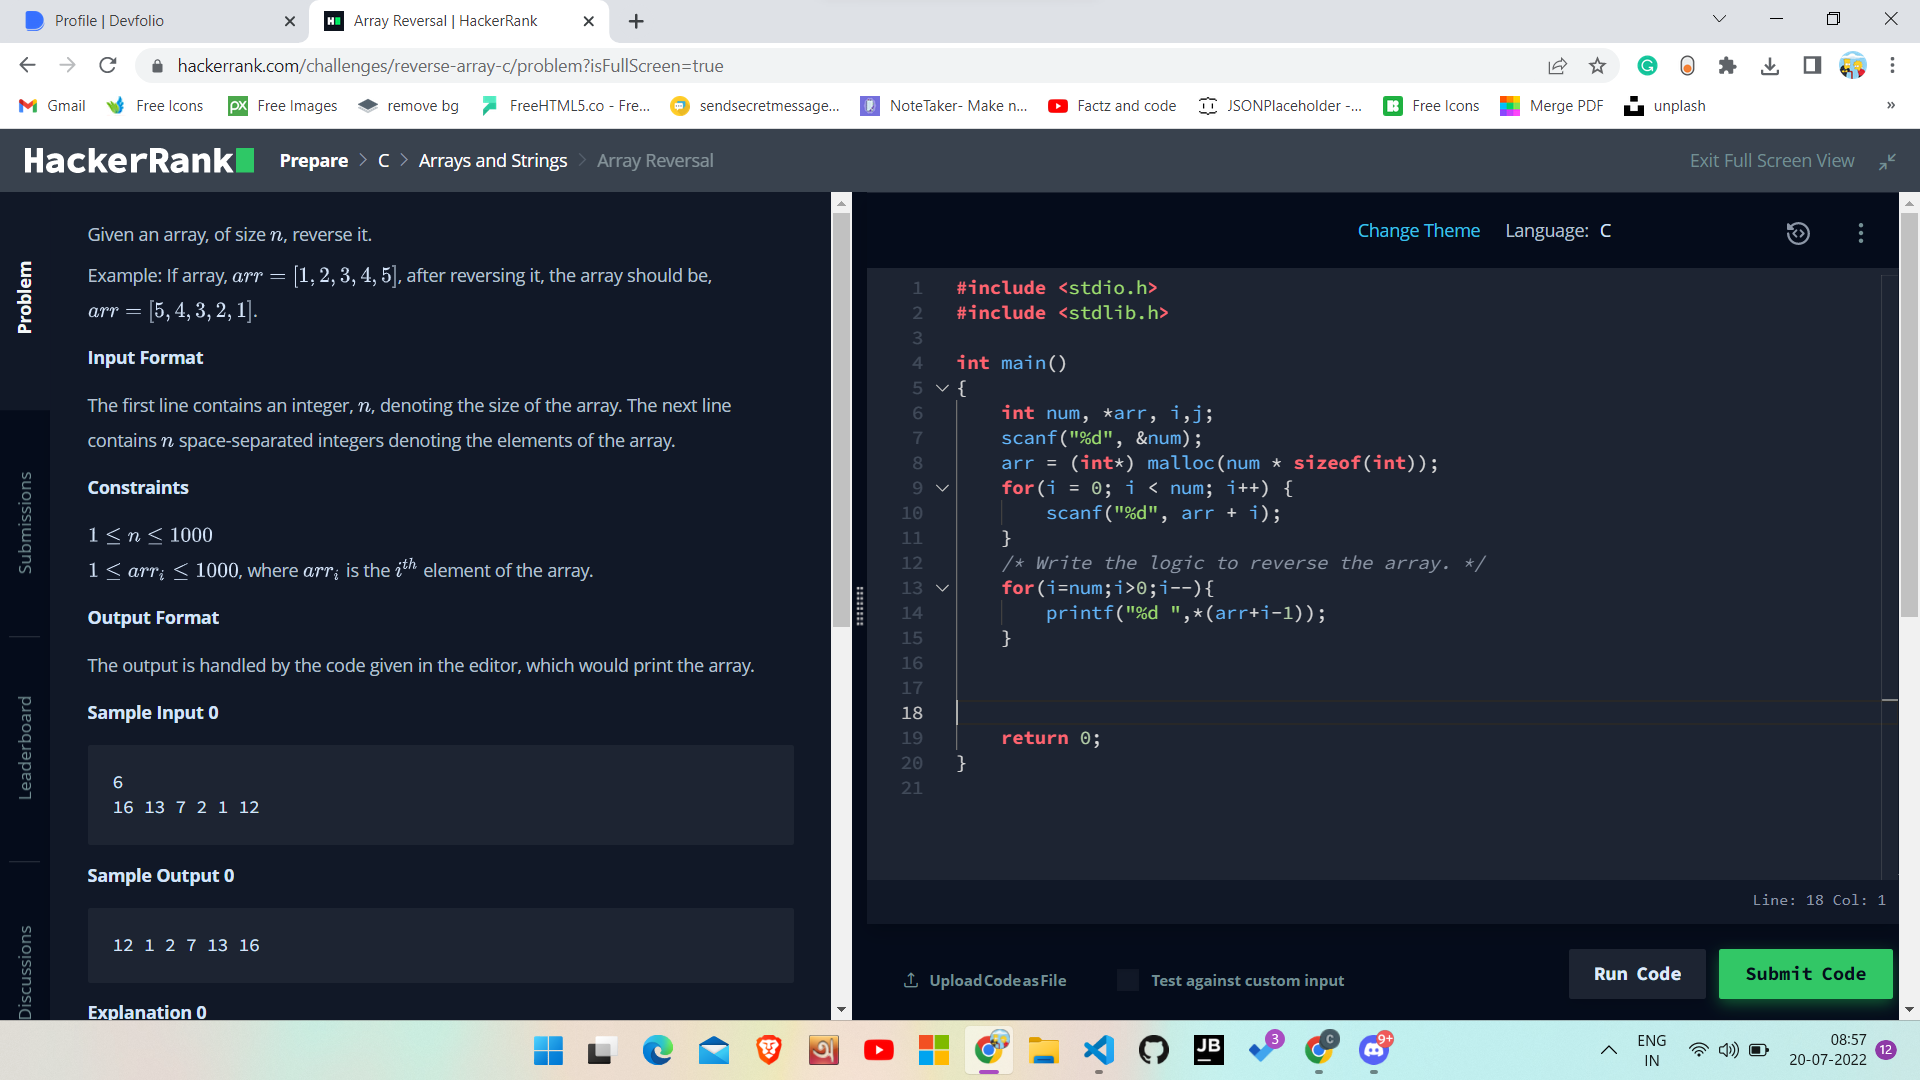 Profile | Devfolio
Array Reversal | HackerRank
hackerrank.com/challenges/reverse-array-c/problem?isFullScreen=true
Gmail
Free Icons
px
Free Images
remove bg
FreeHTML5.co - Fre...
sendsecretmessage...
NoteTaker- Make n...
Factz and code
JSONPlaceholder -...
Free Icons
Merge PDF
unplash
»
HackerRank
Prepare > C > Arrays and Strings > Array Reversal
Exit Full Screen View
Problem
Submissions
Leaderboard
Discussions
Given an array, of size n, reverse it.
Example: If array, arr = [1, 2, 3, 4, 5], after reversing it, the array should be,
arr = [5, 4, 3, 2, 1].
Input Format
The first line contains an integer, n, denoting the size of the array. The next line
contains n space-separated integers denoting the elements of the array.
Constraints
1 ≤ n ≤ 1000
1 ≤ arr_i ≤ 1000, where arr_i is the i^th element of the array.
Output Format
The output is handled by the code given in the editor, which would print the array.
Sample Input 0
6
16 13 7 2 1 12
Sample Output 0
12 1 2 7 13 16
Explanation 0
Change Theme
Language: C
1 #include <stdio.h>
2 #include <stdlib.h>
3
4 int main()
5 {
6     int num, *arr, i,j;
7     scanf("%d", &num);
8     arr = (int*) malloc(num * sizeof(int));
9     for(i = 0; i < num; i++) {
10         scanf("%d", arr + i);
11     }
12     /* Write the logic to reverse the array. */
13     for(i=num;i>0;i--){
14         printf("%d ",*(arr+i-1));
15     }
16
17
18
19     return 0;
20 }
21
Line: 18 Col: 1
Upload Code as File
Test against custom input
Run Code
Submit Code
अ
JB
3
C
9+
ENG
IN
08:57
20-07-2022
12